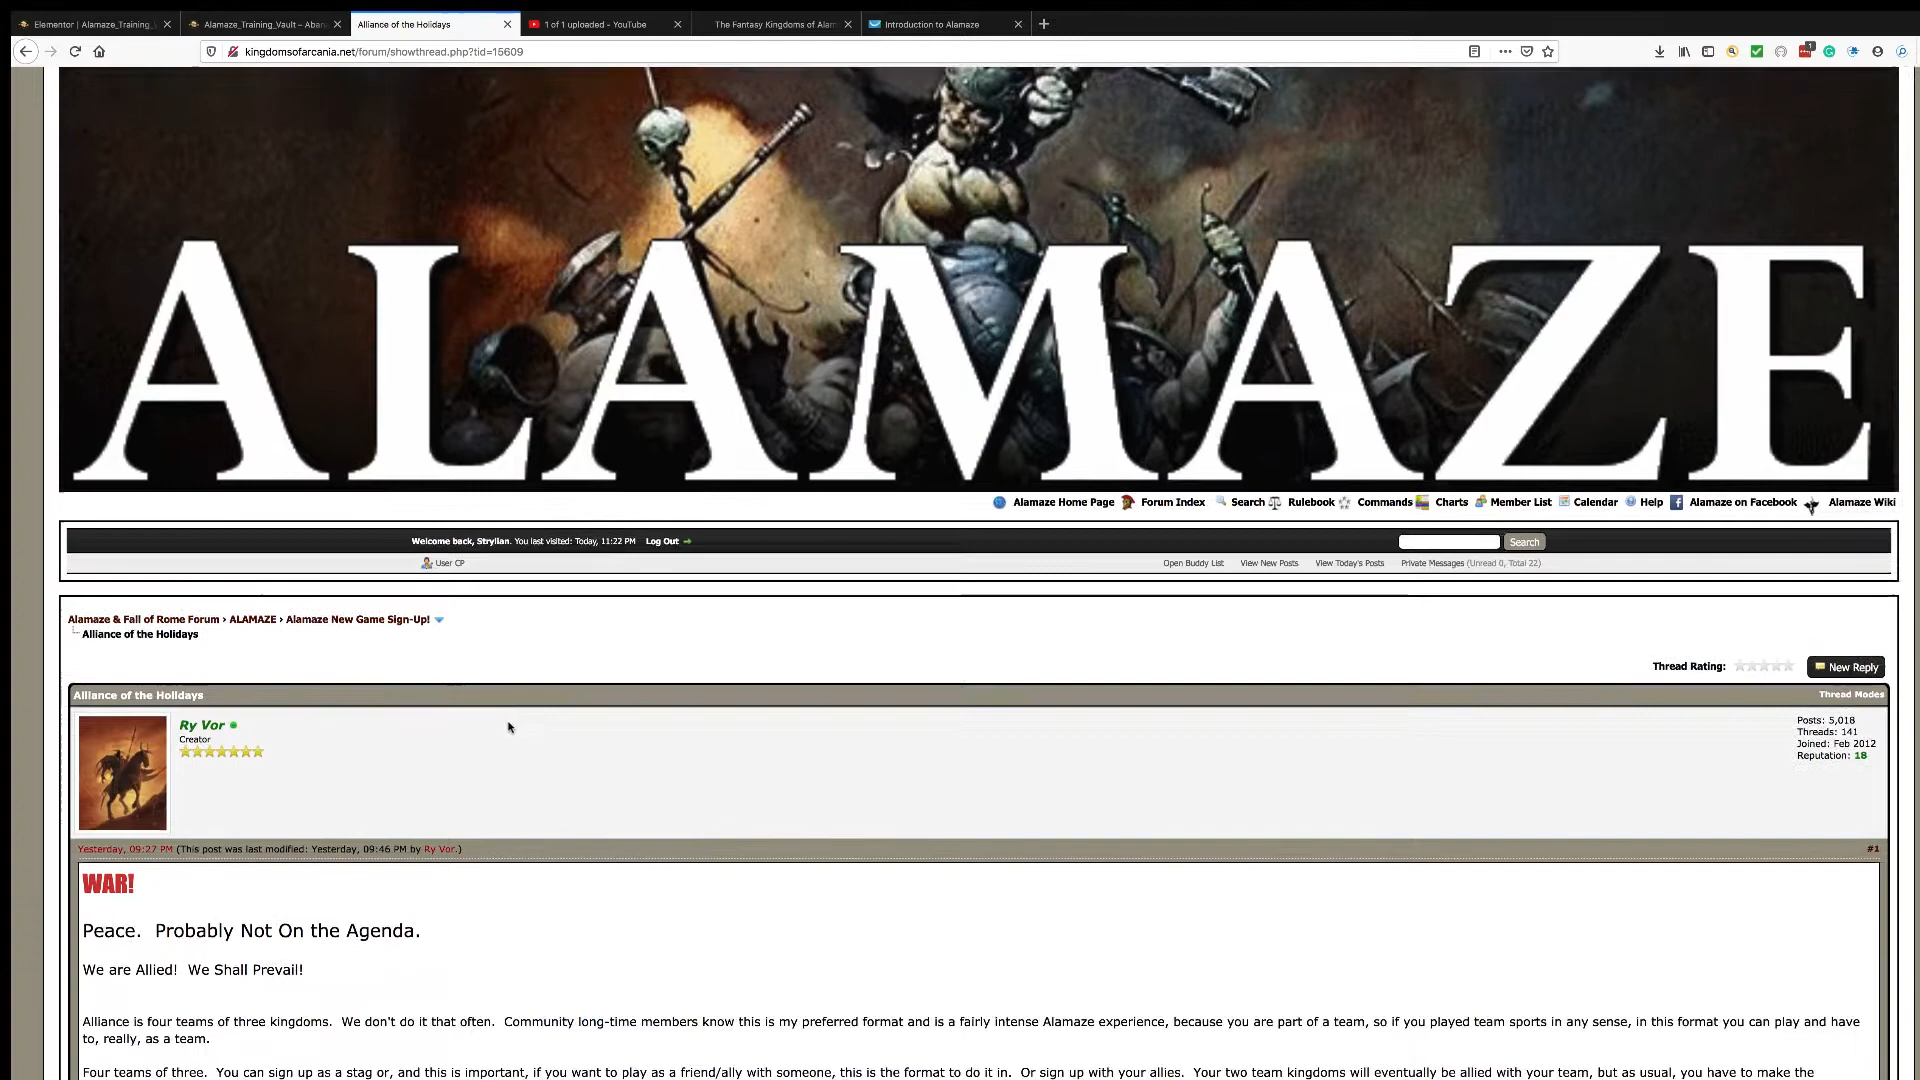 Elementor | Alamaze_Training_
Alamaze_Training_Vault – Aban
Alliance of the Holidays
1 of 1 uploaded - YouTube
The Fantasy Kingdoms of Alam
Introduction to Alamaze
kingdomsofarcania.net/forum/showthread.php?tid=15609
1
ALAMAZE
Alamaze Home Page Forum Index Search Rulebook Commands Charts Member List Calendar Help Alamaze on Facebook Alamaze Wiki
Welcome back, Strylian. You last visited: Today, 11:22 PM Log Out
Search
User CP
Open Buddy List View New Posts View Today's Posts Private Messages (Unread 0, Total 22)
Alamaze & Fall of Rome Forum › ALAMAZE › Alamaze New Game Sign-Up!
Alliance of the Holidays
Thread Rating:
New Reply
Alliance of the Holidays
Thread Modes
Ry Vor
Creator
Posts: 5,018
Threads: 141
Joined: Feb 2012
Reputation: 18
Yesterday, 09:27 PM (This post was last modified: Yesterday, 09:46 PM by Ry Vor.)
#1
WAR!
Peace. Probably Not On the Agenda.
We are Allied! We Shall Prevail!
Alliance is four teams of three kingdoms. We don't do it that often. Community long-time members know this is my preferred format and is a fairly intense Alamaze experience, because you are part of a team, so if you played team sports in any sense, in this format you can play and have
to, really, as a team.
Four teams of three. You can sign up as a stag or, and this is important, if you want to play as a friend/ally with someone, this is the format to do it in. Or sign up with your allies. Your two team kingdoms will eventually be allied with your team, but as usual, you have to make the